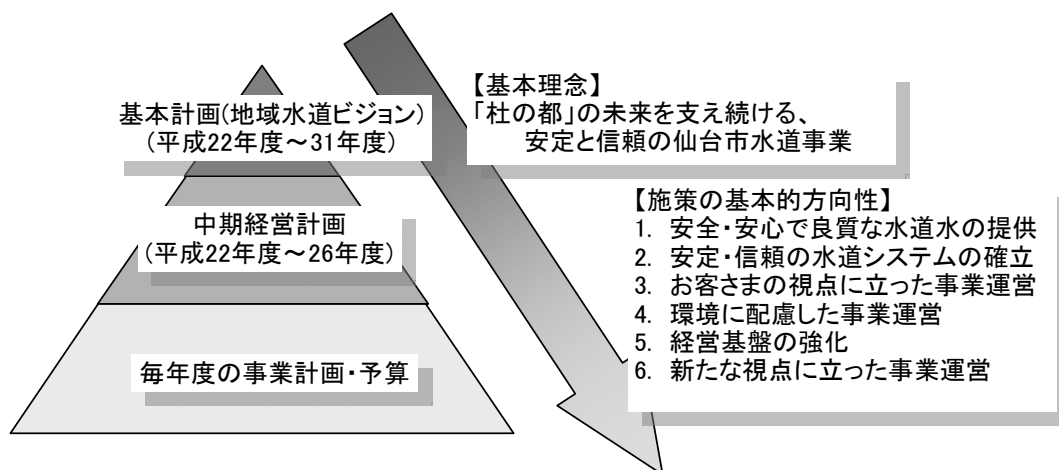 基本計画(地域水道ビジョン)
(平成22年度～31年度)
中期経営計画
(平成22年度～26年度)
毎年度の事業計画・予算
【基本理念】
「杜の都」の未来を支え続ける、
安定と信頼の仙台市水道事業
【施策の基本的方向性】
1. 安全・安心で良質な水道水の提供
2. 安定・信頼の水道システムの確立
3. お客さまの視点に立った事業運営
4. 環境に配慮した事業運営
5. 経営基盤の強化
6. 新たな視点に立った事業運営